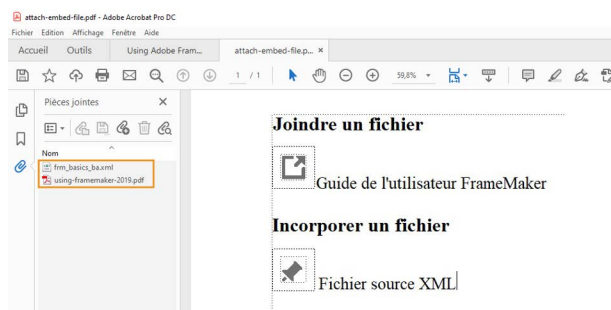 attach-embed-file.pdf - Adobe Acrobat Pro DC
Fichier Edition Affichage Fenêtre Aide
Accueil Outils Using Adobe Fram... attach-embed-file.p... ×
1 / 1 59,8%
Pièces jointes ×
Nom
frm_basics_ba.xml
using-framemaker-2019.pdf
Joindre un fichier
Guide de l'utilisateur FrameMaker
Incorporer un fichier
Fichier source XML